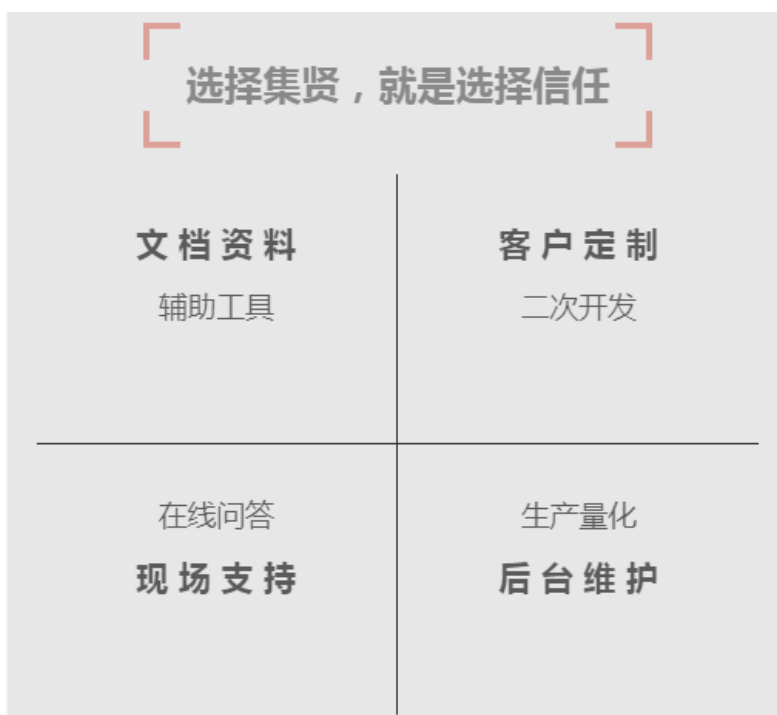 选择集贤，就是选择信任
文档资料
辅助工具
客户定制
二次开发
在线问答
现场支持
生产量化
后台维护